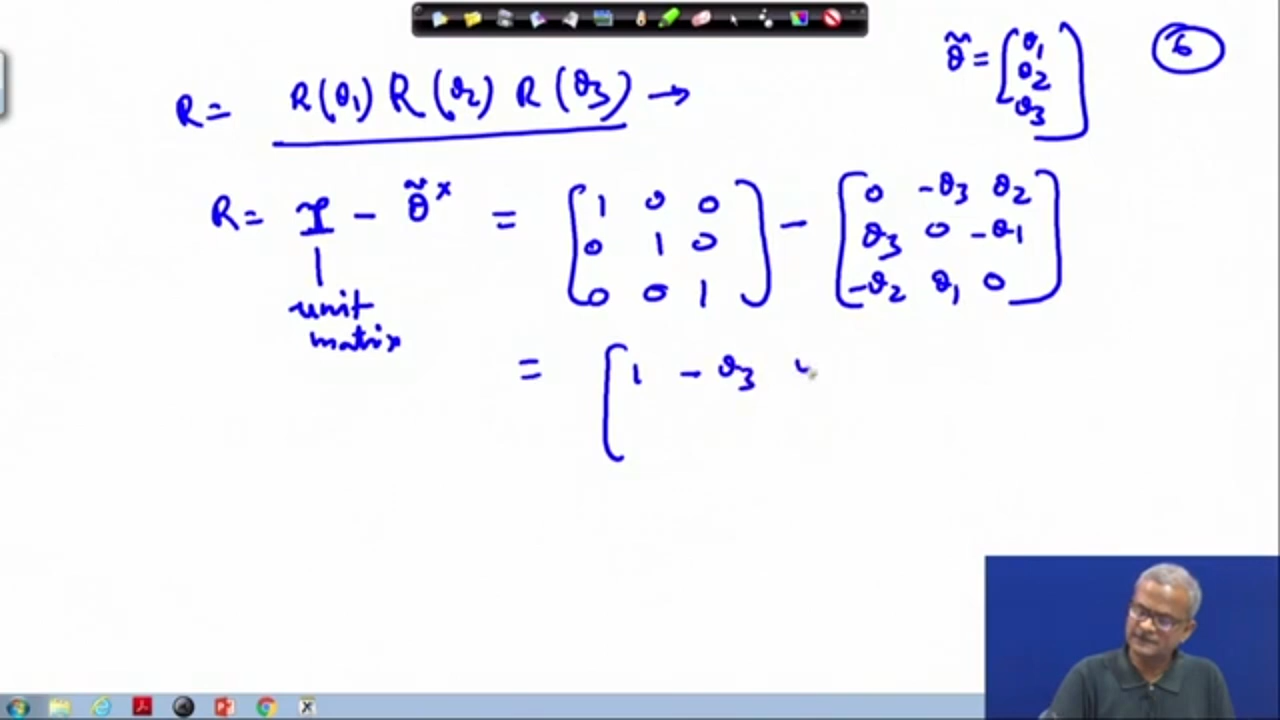 R = R(θ1) R(θ2) R(θ3) →
θ̃ = [θ1 θ2 θ3]
6
R = I − θ̃^x = [1 0 0 − [0 −θ3 θ2
0 1 0 θ3 0 −θ1
0 0 1] −θ2 θ1 0]
unit
matrix
= [1 − θ3